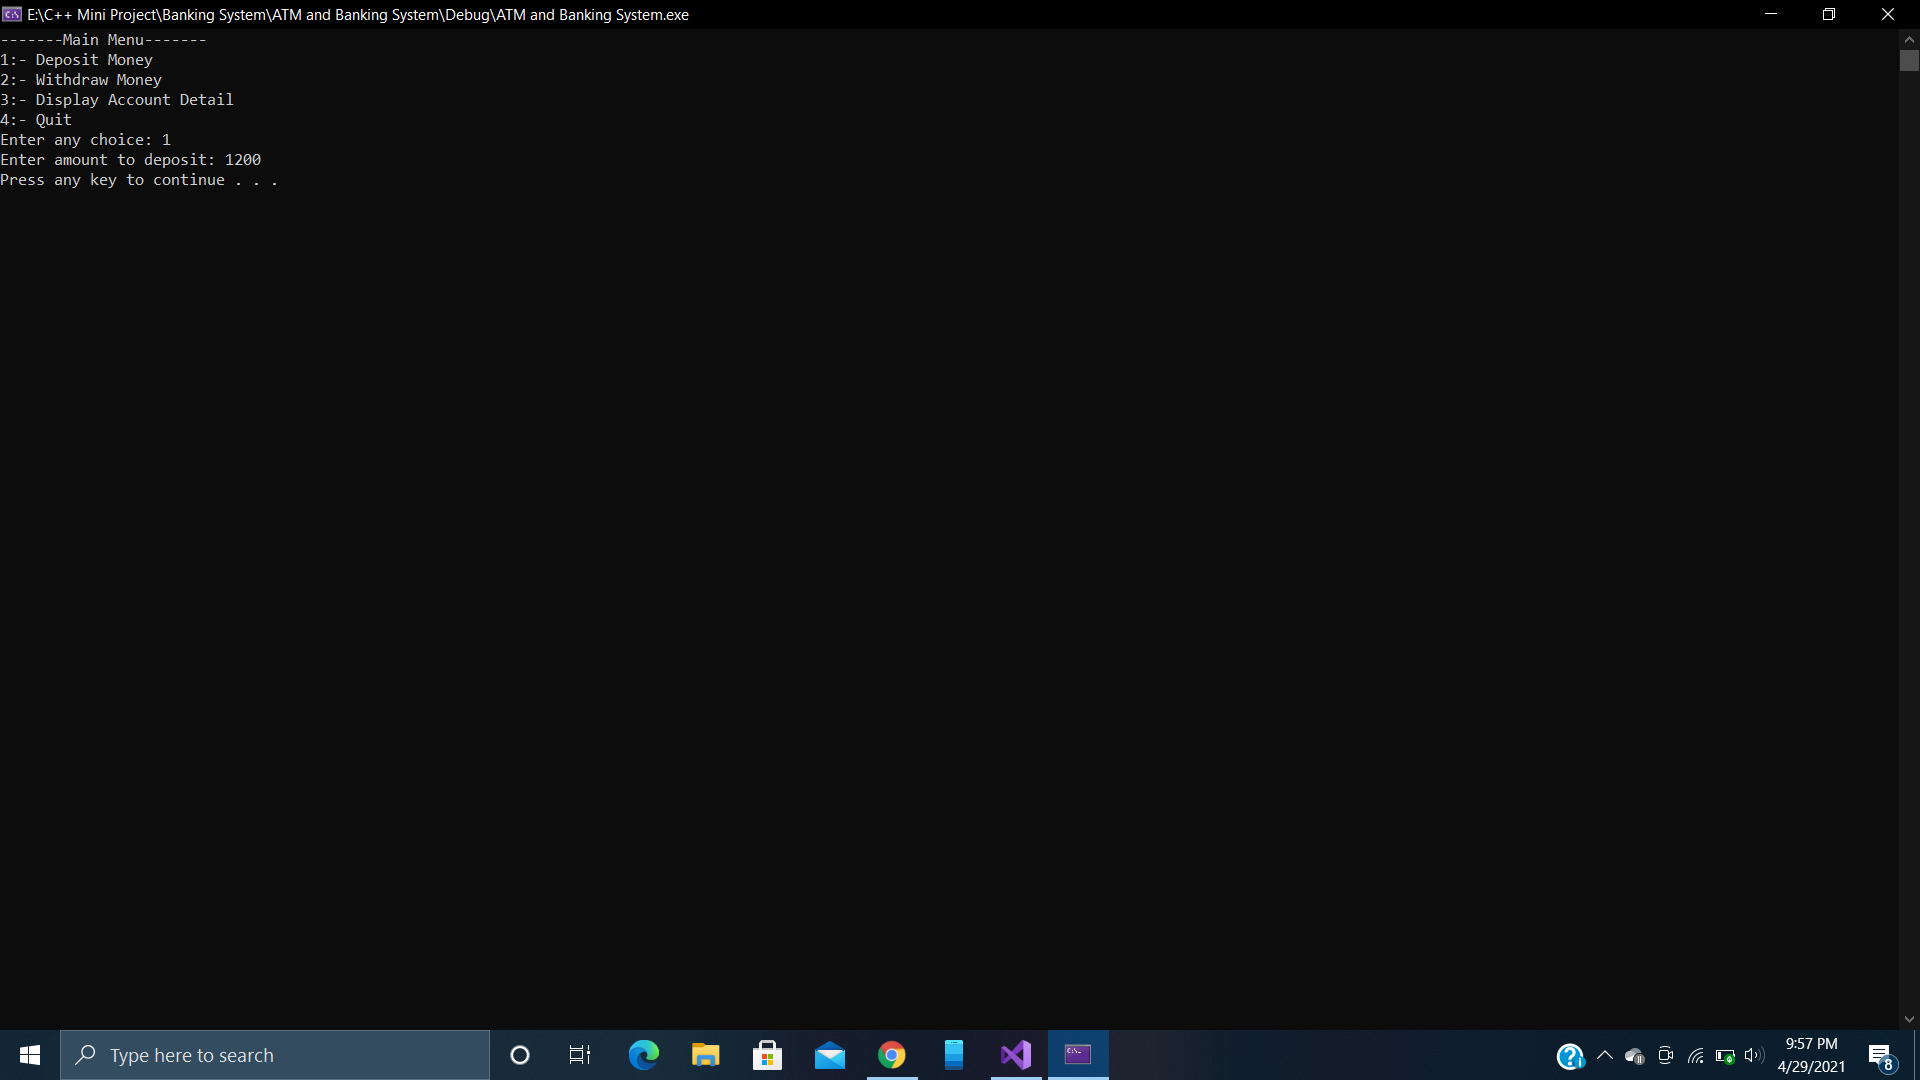 E:\C++ Mini Project\Banking System\ATM and Banking System\Debug\ATM and Banking System.exe
-------Main Menu-------
1:- Deposit Money
2:- Withdraw Money
3:- Display Account Detail
4:- Quit
Enter any choice: 1
Enter amount to deposit: 1200
Press any key to continue . . .
Type here to search
9:57 PM
4/29/2021
8